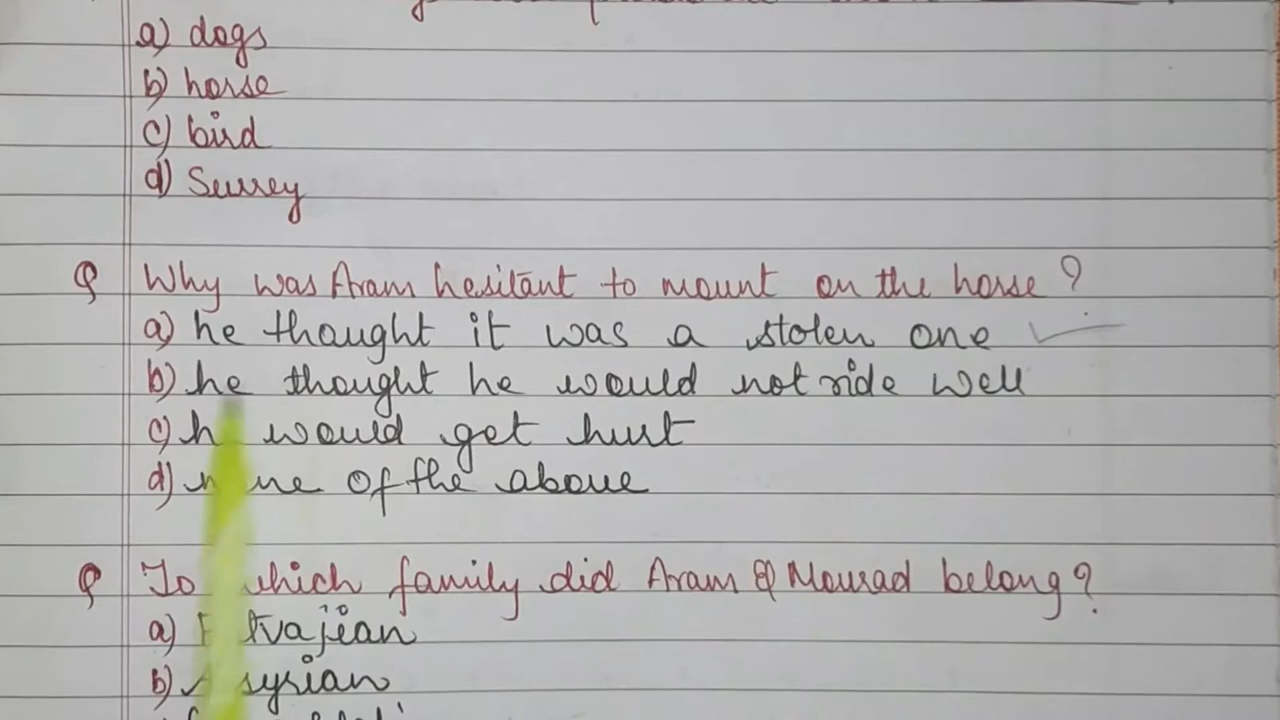 a) dogs
b) horse
c) bird
d) Surrey
Q Why was Aram hesitant to mount on the horse?
a) he thought it was a stolen one
b) he thought he would not ride well
c) would get hurt
d) of the above
Q To which family did Aram & Mourad belong?
a)
b)